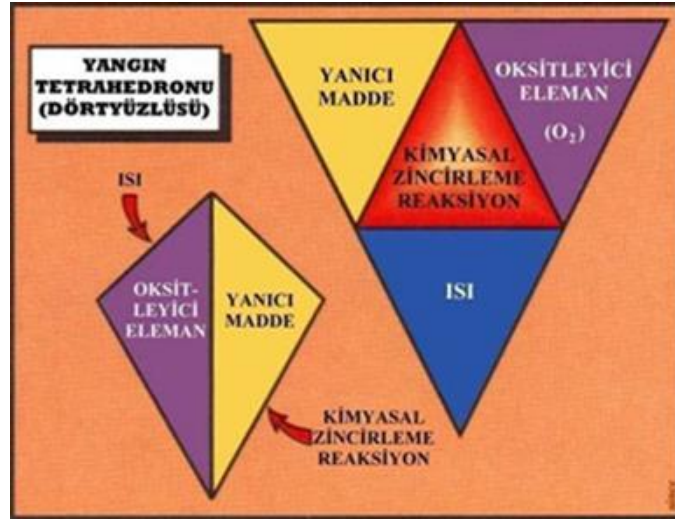 YANGIN
TETRAHEDRONU
(DÖRTYÜZLÜSÜ)
YANICI
MADDE
OKSİTLEYİCİ
ELEMAN
(O₂)
KİMYASAL
ZİNCİRLEME
REAKSİYON
ISI
ISI
OKSİT-
LEYİCİ
ELEMAN
YANICI
MADDE
KİMYASAL
ZİNCİRLEME
REAKSİYON